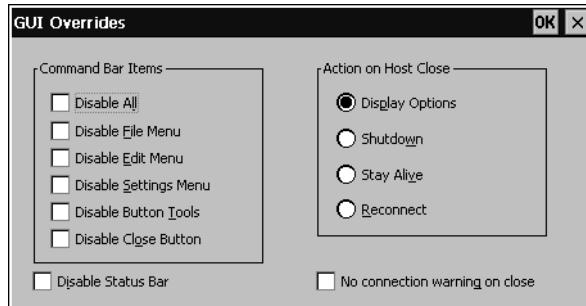 GUI Overrides OK ×
Command Bar Items
Disable All
Disable File Menu
Disable Edit Menu
Disable Settings Menu
Disable Button Tools
Disable Close Button
Action on Host Close
Display Options
Shutdown
Stay Alive
Reconnect
Disable Status Bar
No connection warning on close